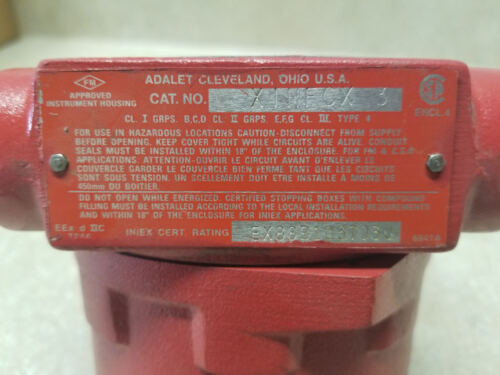 FM
APPROVED
INSTRUMENT HOUSING
ADALET CLEVELAND, OHIO U.S.A.
CAT. NO.
CL. I GRPS. B,C,D CL. II GRPS. E,F,G CL. III, TYPE 4
ENCL.4
FOR USE IN HAZARDOUS LOCATIONS CAUTION-DISCONNECT FROM SUPPLY
BEFORE OPENING. KEEP COVER TIGHT WHILE CIRCUITS ARE ALIVE. CONDUIT
SEALS MUST BE INSTALLED WITHIN 18" OF THE ENCLOSURE. FOR FM &
APPLICATIONS. ATTENTION-OUVRIR LE CIRCUIT AVANT D'ENLEVER LE
COUVERCLE GARDER LE COUVERCLE BIEN FERME TANT QUE LES CIRCUITS
SONT SOUS TENSION. UN SCELLEMENT DOIT ETRE INSTALLE A MOINS DE
450mm DU BOITIER.
DO NOT OPEN WHILE ENERGIZED. CERTIFIED STOPPING BOXES WITH COMPOUND
FILLING MUST BE INSTALLED ACCORDING TO THE LOCAL INSTALLATION REQUIREMENTS
AND WITHIN 18" OF THE ENCLOSURE FOR INIEX APPLICATIONS.
EEx d IIC
INIEX CERT. RATING